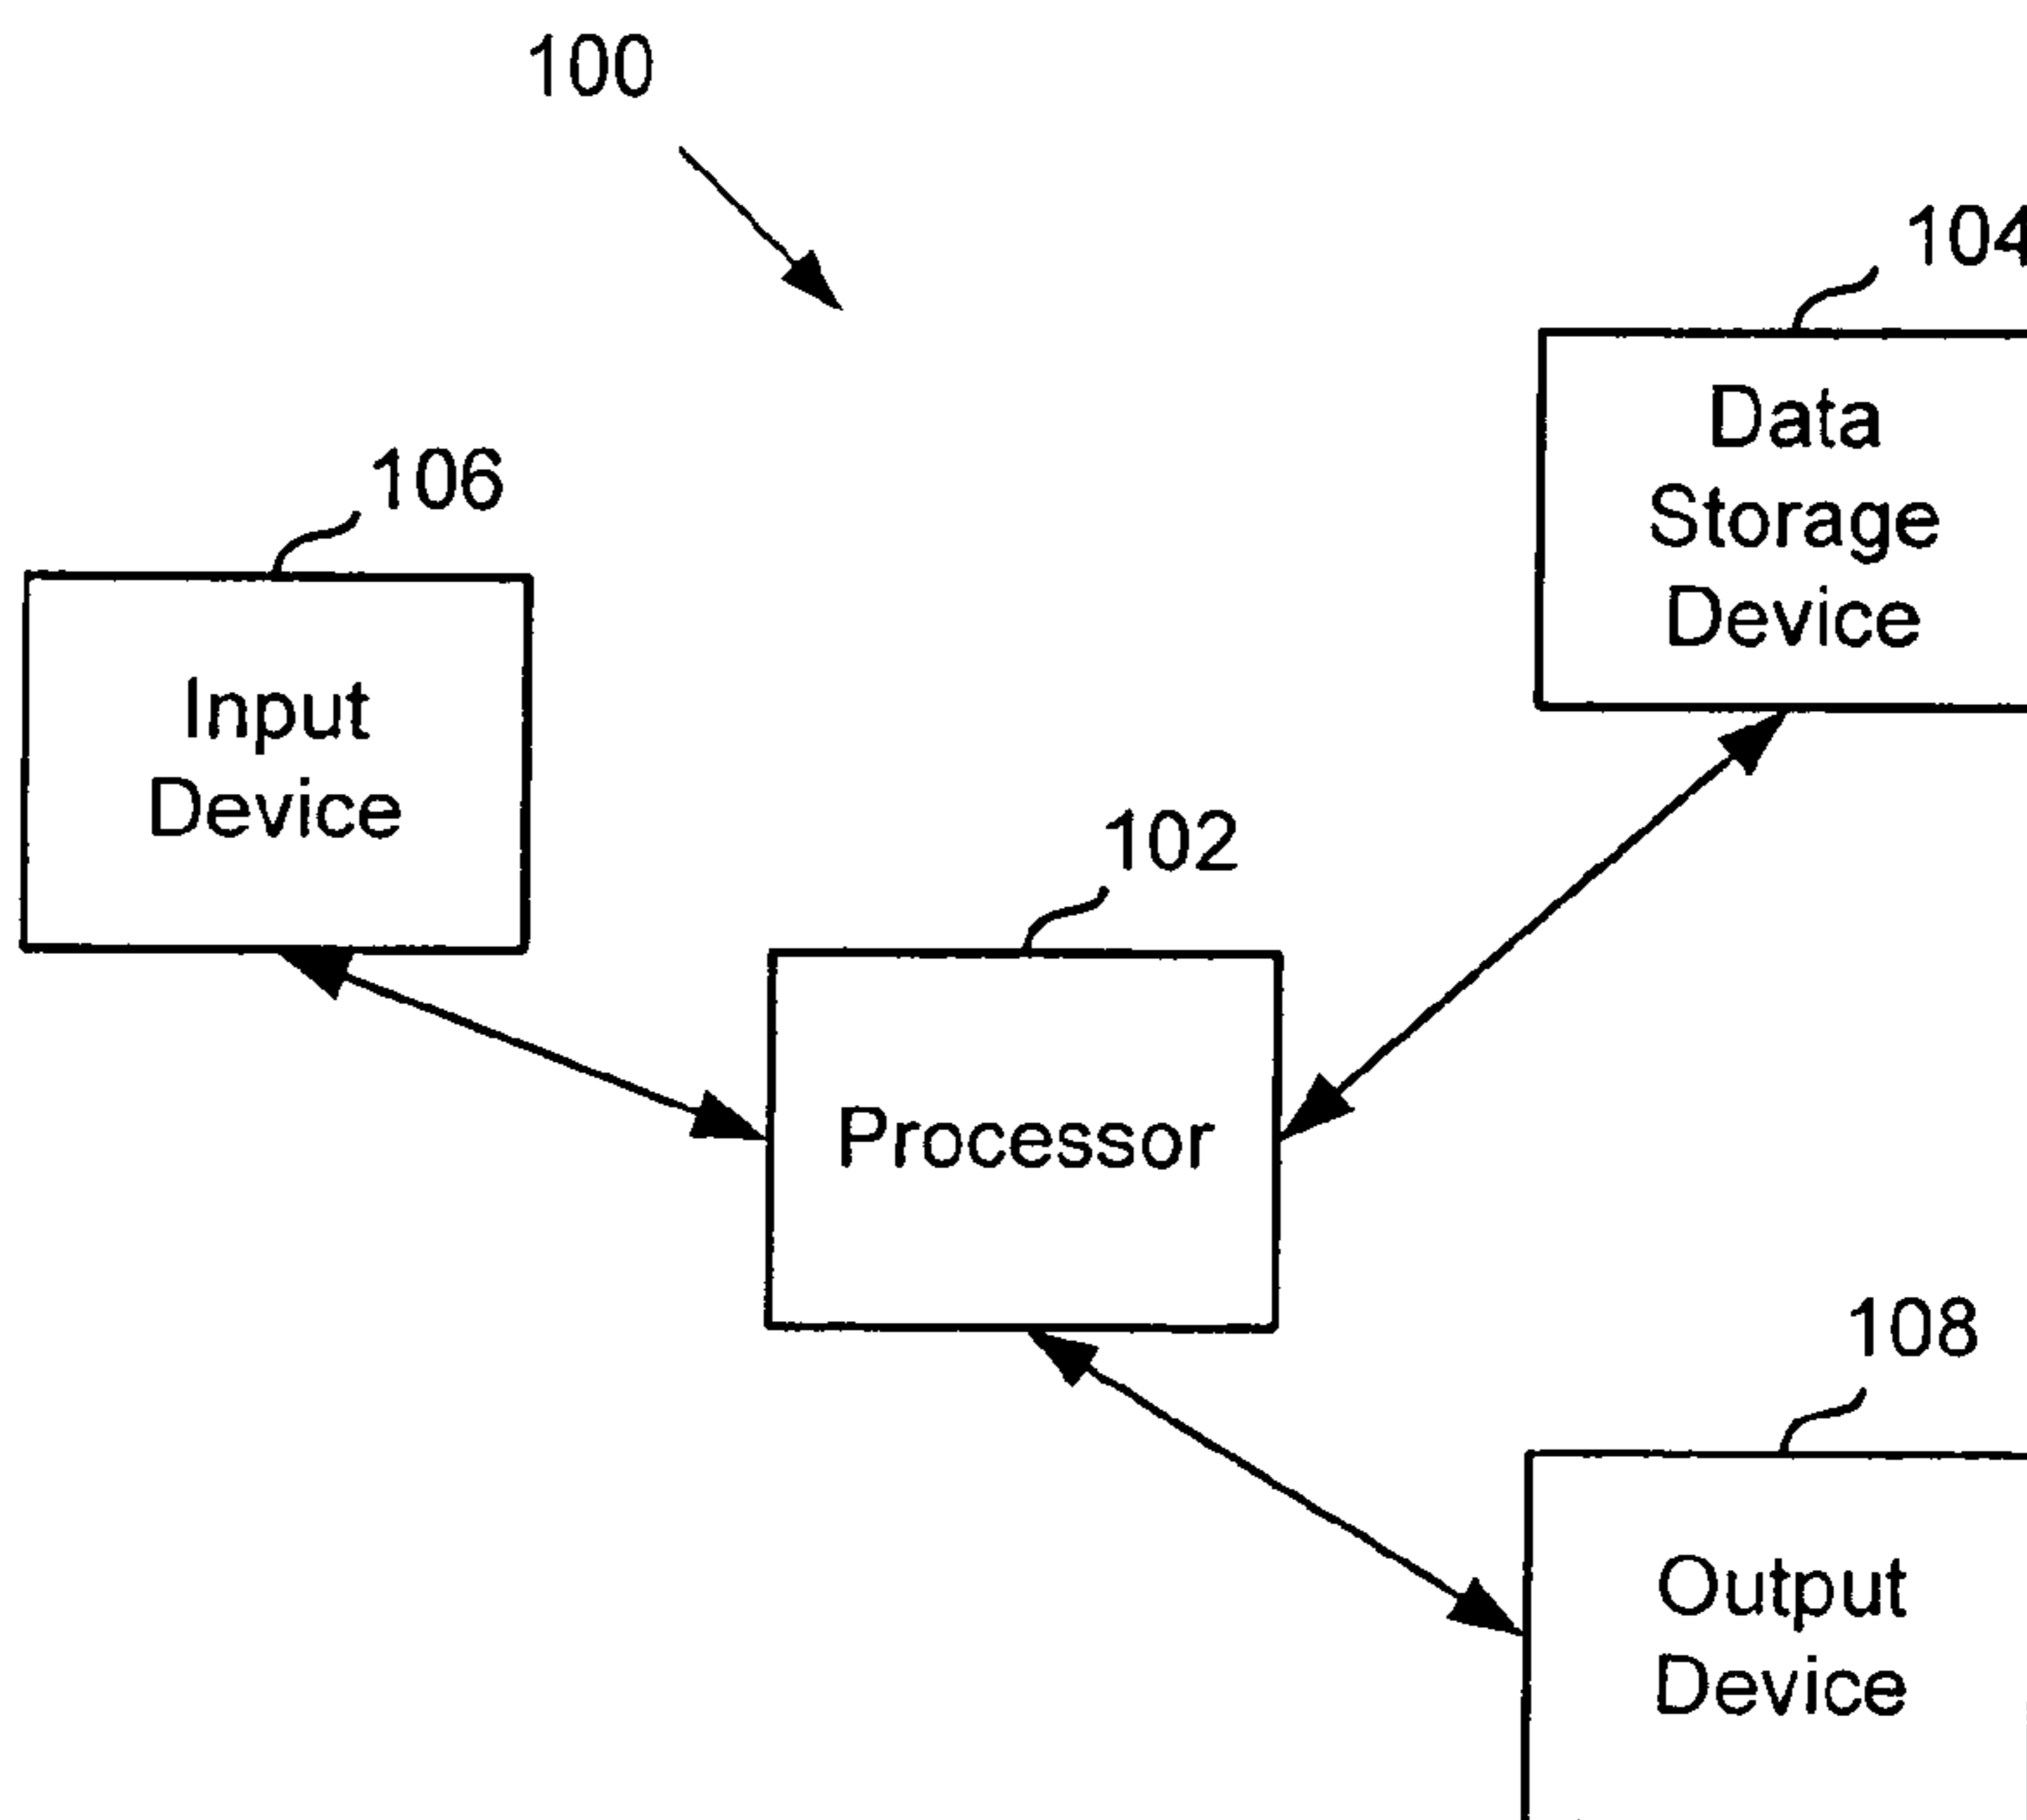 100
104
Data
Storage
Device
106
Input
Device
102
Processor
108
Output
Device